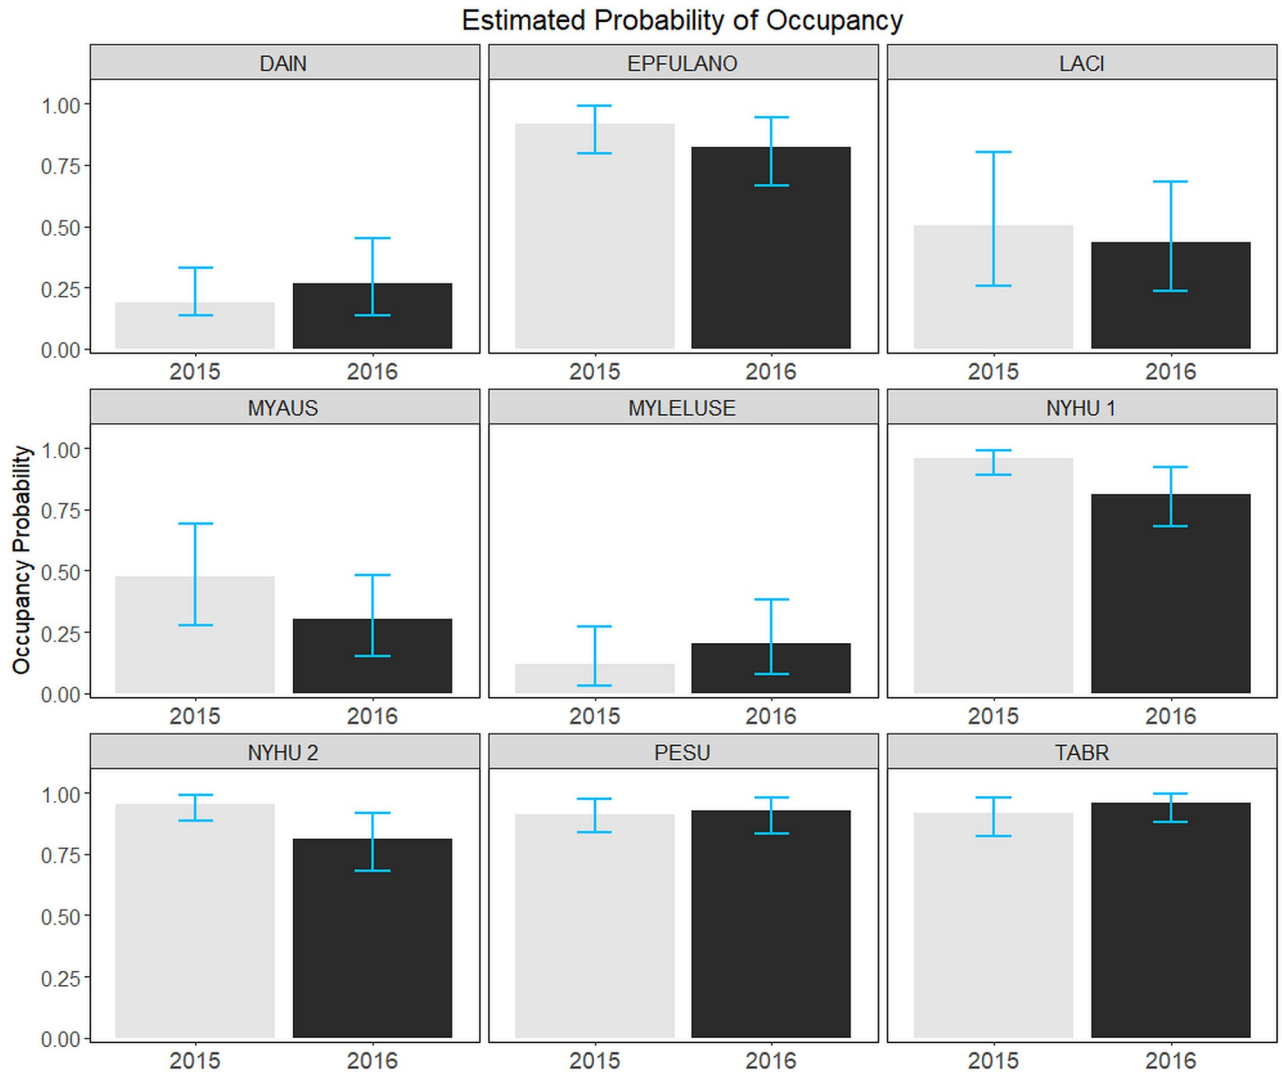 Estimated Probability of Occupancy
DAIN EPFULANO LACI
1.00
0.75
0.50
0.25
0.00
2015 2016 2015 2016 2015 2016
MYAUS MYLELUSE NYHU 1
Occupancy Probability
1.00
0.75
0.50
0.25
0.00
2015 2016 2015 2016 2015 2016
NYHU 2 PESU TABR
1.00
0.75
0.50
0.25
0.00
2015 2016 2015 2016 2015 2016